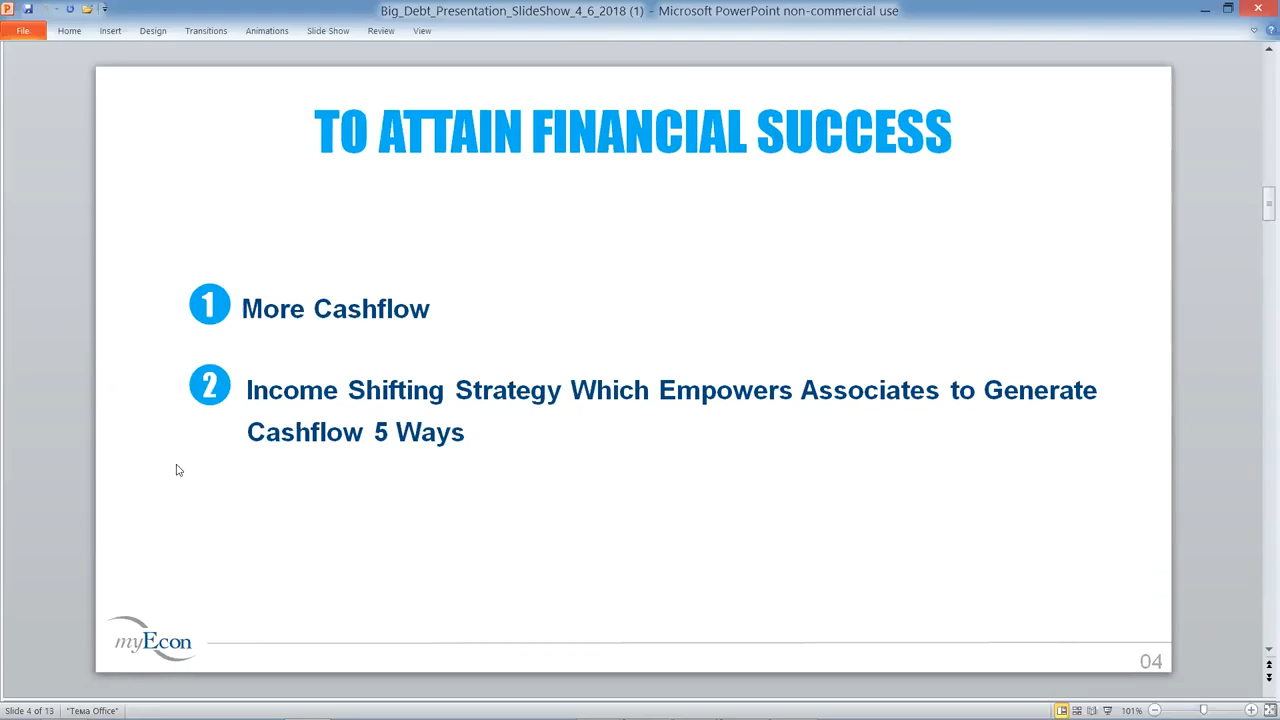 Big_Debt_Presentation_SlideShow_4_6_2018 (1) - Microsoft PowerPoint non-commercial use
File Home Insert Design Transitions Animations Slide Show Review View
TO ATTAIN FINANCIAL SUCCESS
1 More Cashflow
2 Income Shifting Strategy Which Empowers Associates to Generate
Cashflow 5 Ways
myEcon
04
Slide 4 of 13 "Тема Office" 101%